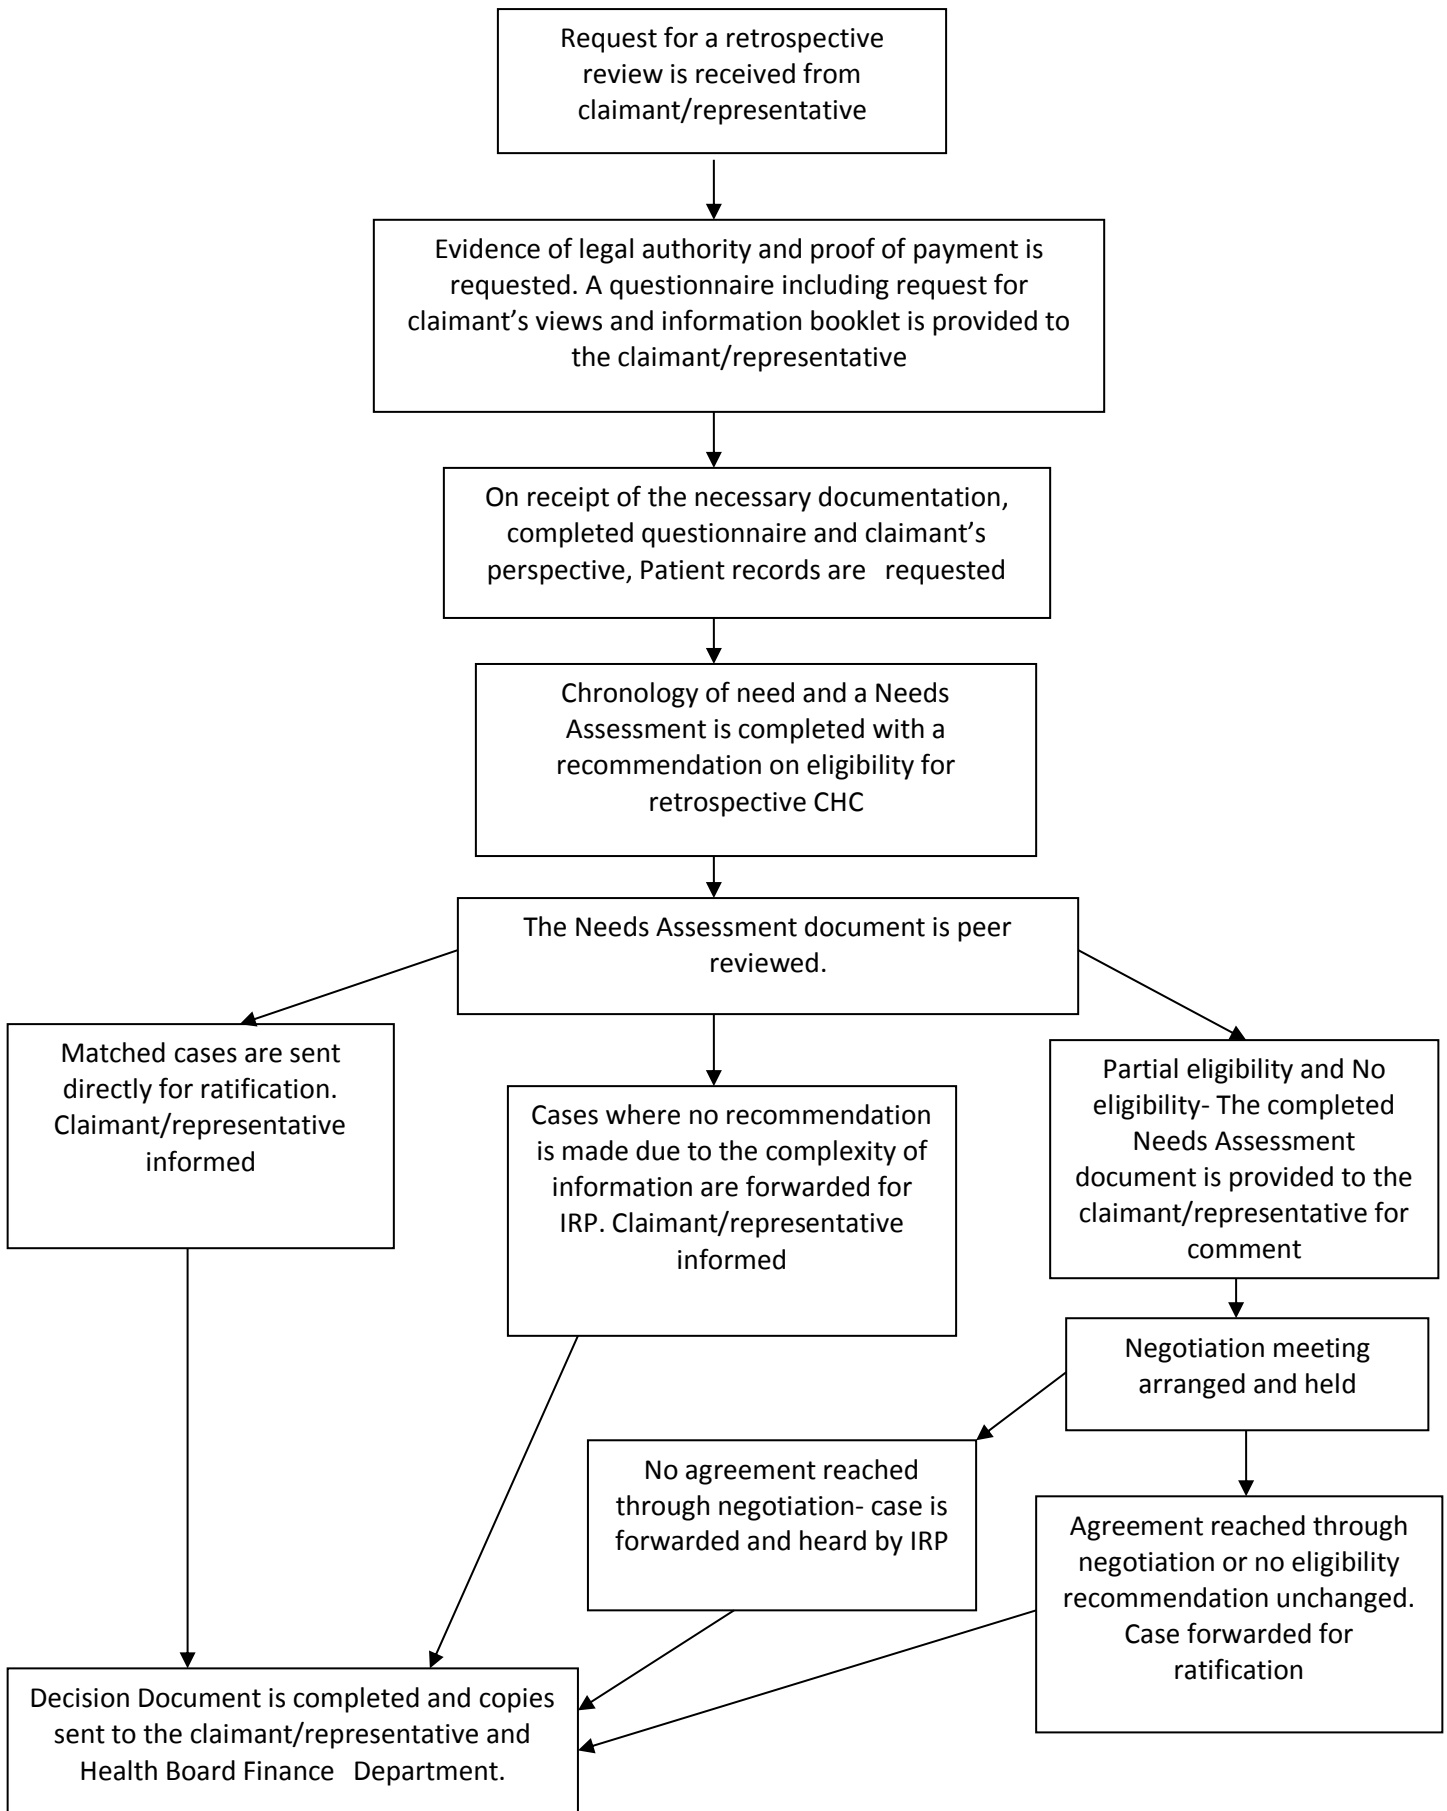 Request for a retrospective
review is received from
claimant/representative
Evidence of legal authority and proof of payment is
requested. A questionnaire including request for
claimant’s views and information booklet is provided to
the claimant/representative
On receipt of the necessary documentation,
completed questionnaire and claimant’s
perspective, Patient records are requested
Chronology of need and a Needs
Assessment is completed with a
recommendation on eligibility for
retrospective CHC
The Needs Assessment document is peer
reviewed.
Matched cases are sent
directly for ratification.
Claimant/representative
informed
Cases where no recommendation
is made due to the complexity of
information are forwarded for
IRP. Claimant/representative
informed
Partial eligibility and No
eligibility- The completed
Needs Assessment
document is provided to the
claimant/representative for
comment
Negotiation meeting
arranged and held
No agreement reached
through negotiation- case is
forwarded and heard by IRP
Agreement reached through
negotiation or no eligibility
recommendation unchanged.
Case forwarded for
ratification
Decision Document is completed and copies
sent to the claimant/representative and
Health Board Finance Department.